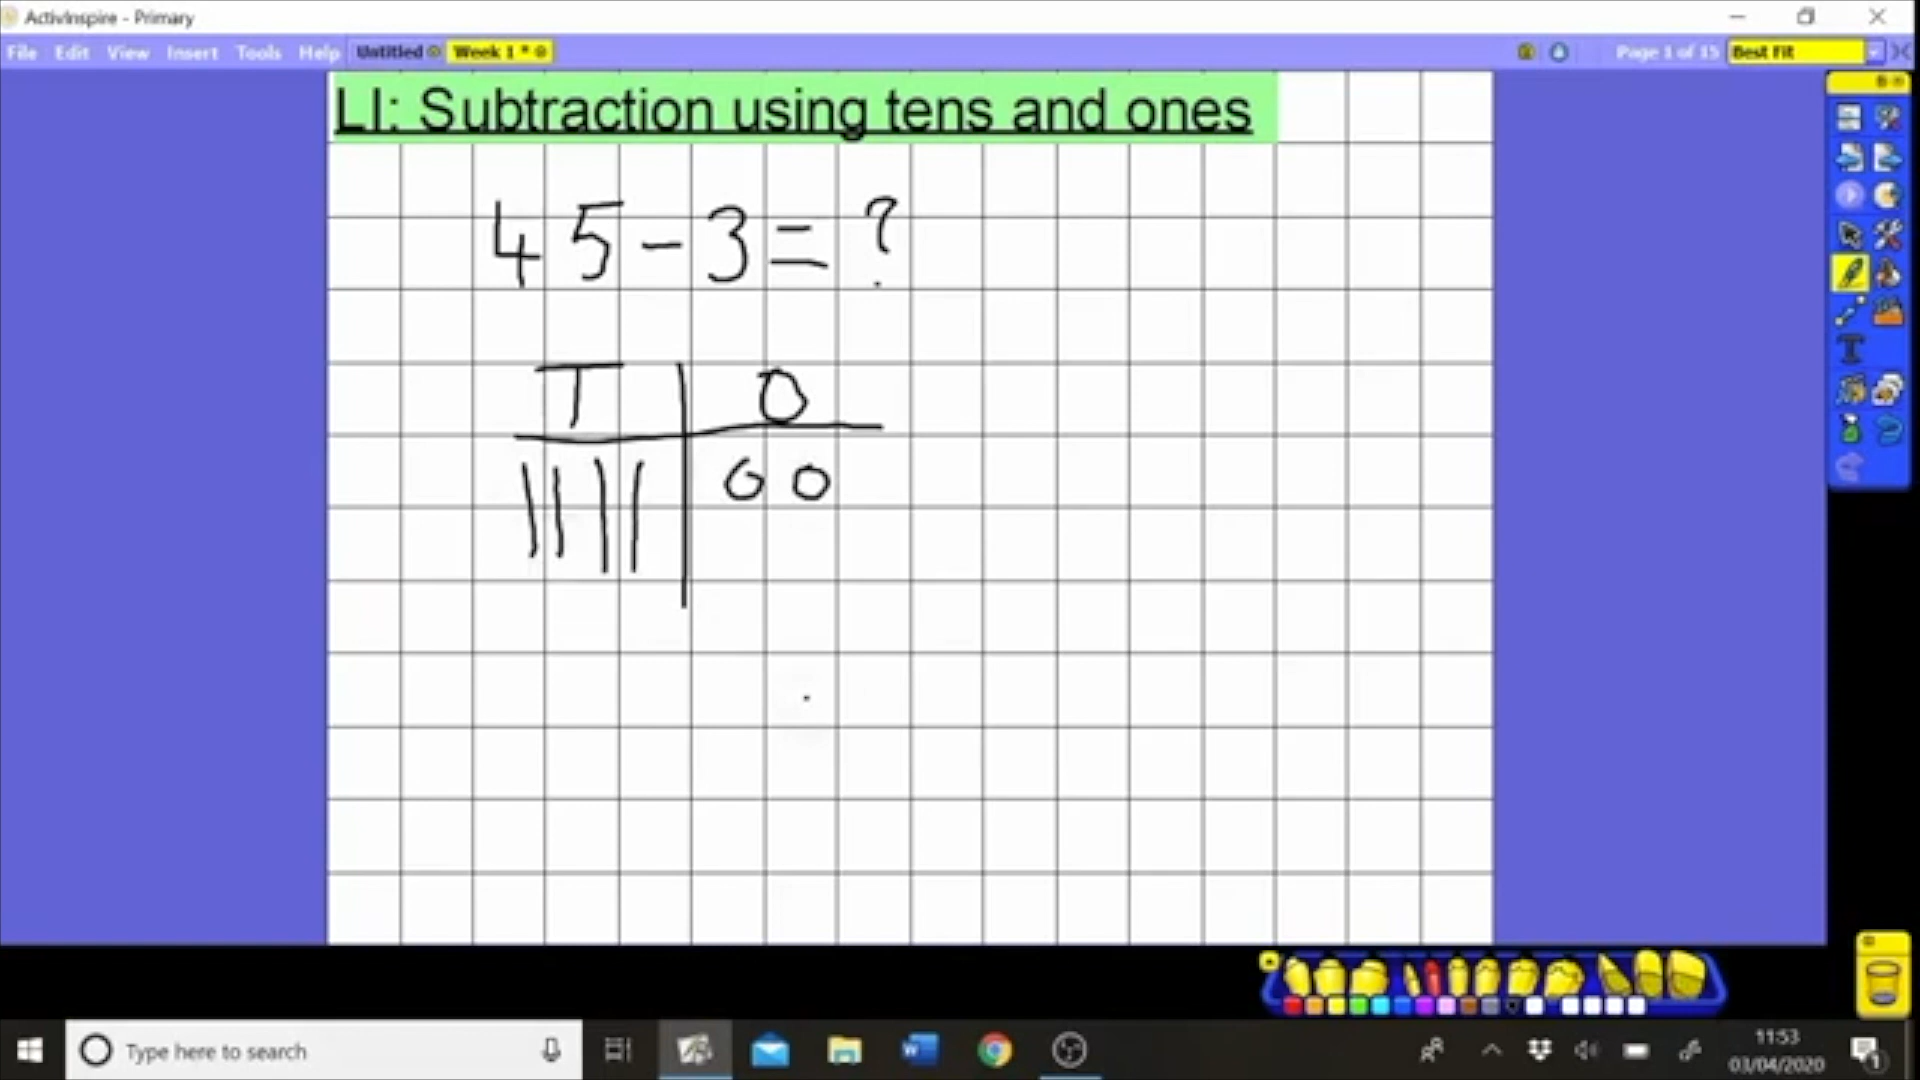 ActivInspire - Primary
File Edit View Insert Tools Help Untitled Week 1 * Page 1 of 15 Best Fit
LI: Subtraction using tens and ones
45-3=?
T O
Type here to search
11:53
03/04/2020
1